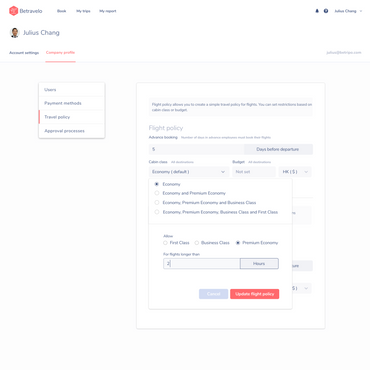 Betravelo
Book
My trips
My report
Julius Chang
Julius Chang
Account settings
Company profile
Users
Payment methods
Travel policy
Approval processes
Flight policy allows you to create a simple travel policy for flights. You can set restrictions based on
cabin class or budget.
Flight policy
Advance booking
Number of days in advance employees must book their flights
5
Days before departure
Cabin class
All destinations
Budget
All destinations
Economy ( default )
Not set
HK ( $ )
Economy
Economy and Premium Economy
Economy, Premium Economy and Business Class
Economy, Premium Economy, Business Class and First Class
Allow
First Class
Business Class
Premium Economy
For flights longer than
2
Hours
$ )
Cancel
Update flight policy